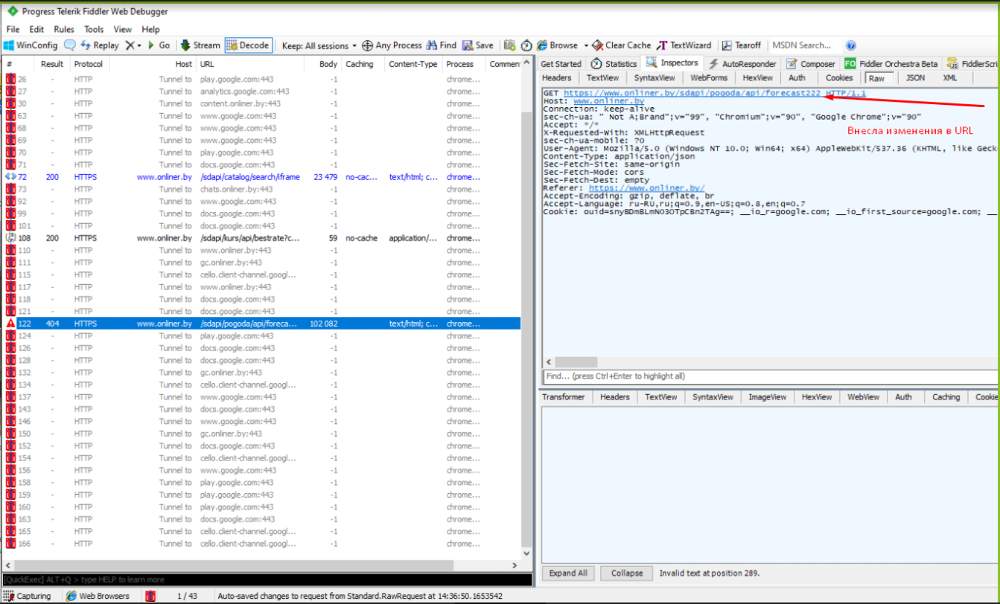 Progress Telerik Fiddler Web Debugger
File Edit Rules Tools View Help
WinConfig Replay Go Stream Decode Keep: All sessions Any Process Find Save Browse Clear Cache TextWizard Tearoff MSDN Search...
# Result Protocol Host URL Body Caching Content-Type Process Commen
26 - HTTP Tunnel to play.google.com:443 -1 chrome...
27 - HTTP Tunnel to analytics.google.com:443 -1 chrome...
30 - HTTP Tunnel to content.onliner.by:443 -1 chrome...
63 - HTTP Tunnel to www.google.com:443 -1 chrome...
68 - HTTP Tunnel to www.google.com:443 -1 chrome...
69 - HTTP Tunnel to www.google.com:443 -1 chrome...
70 - HTTP Tunnel to play.google.com:443 -1 chrome...
71 - HTTP Tunnel to docs.google.com:443 -1 chrome...
72 200 HTTPS www.onliner.by /sdapi/catalog/search/iframe 23 479 no-cac... text/html; c... chrome...
73 - HTTP Tunnel to chats.onliner.by:443 -1 chrome...
92 - HTTP Tunnel to www.google.com:443 -1 chrome...
99 - HTTP Tunnel to docs.google.com:443 -1 chrome...
101 - HTTP Tunnel to docs.google.com:443 -1 chrome...
108 200 HTTPS www.onliner.by /sdapi/kurs/api/bestrate?c... 59 no-cache application/... chrome...
110 - HTTP Tunnel to www.onliner.by:443 -1 chrome...
111 - HTTP Tunnel to gc.onliner.by:443 -1 chrome...
115 - HTTP Tunnel to cello.client-channel.googl... -1 chrome...
117 - HTTP Tunnel to www.onliner.by:443 -1 chrome...
118 - HTTP Tunnel to docs.google.com:443 -1 chrome...
121 - HTTP Tunnel to docs.google.com:443 -1 chrome...
122 404 HTTPS www.onliner.by /sdapi/pogoda/api/foreca... 102 082 text/html; c... chrome...
124 - HTTP Tunnel to play.google.com:443 -1 chrome...
126 - HTTP Tunnel to docs.google.com:443 -1 chrome...
128 - HTTP Tunnel to docs.google.com:443 -1 chrome...
132 - HTTP Tunnel to gc.onliner.by:443 -1 chrome...
134 - HTTP Tunnel to cello.client-channel.googl... -1 chrome...
137 - HTTP Tunnel to www.google.com:443 -1 chrome...
143 - HTTP Tunnel to docs.google.com:443 -1 chrome...
146 - HTTP Tunnel to www.google.com:443 -1 chrome...
150 - HTTP Tunnel to gc.onliner.by:443 -1 chrome...
152 - HTTP Tunnel to docs.google.com:443 -1 chrome...
154 - HTTP Tunnel to cello.client-channel.googl... -1 chrome...
156 - HTTP Tunnel to www.google.com:443 -1 chrome...
158 - HTTP Tunnel to play.google.com:443 -1 chrome...
159 - HTTP Tunnel to play.google.com:443 -1 chrome...
160 - HTTP Tunnel to play.google.com:443 -1 chrome...
163 - HTTP Tunnel to docs.google.com:443 -1 chrome...
165 - HTTP Tunnel to cello.client-channel.googl... -1 chrome...
166 - HTTP Tunnel to cello.client-channel.googl... -1 chrome...
[QuickExec] ALT+Q > type HELP to learn more
Get Started Statistics Inspectors AutoResponder Composer FO Fiddler Orchestra Beta FiddlerScri
Headers TextView SyntaxView WebForms HexView Auth Cookies Raw JSON XML
GET https://www.onliner.by/sdapi/pogoda/api/forecast222 HTTP/1.1
Host: www.onliner.by
Connection: keep-alive
sec-ch-ua: " Not A;Brand";v="99", "Chromium";v="90", "Google Chrome";v="90"
Accept: */*
X-Requested-With: XMLHttpRequest
Внесла изменения в URL
sec-ch-ua-mobile: ?0
User-Agent: Mozilla/5.0 (Windows NT 10.0; Win64; x64) AppleWebKit/537.36 (KHTML, like Geck
Content-Type: application/json
Sec-Fetch-Site: same-origin
Sec-Fetch-Mode: cors
Sec-Fetch-Dest: empty
Referer: https://www.onliner.by/
Accept-Encoding: gzip, deflate, br
Accept-Language: ru-RU,ru;q=0.9,en-US;q=0.8,en;q=0.7
Cookie: ouid=snyBDmBLmNO3OTpCBn2TAg==; __io_r=google.com; __io_first_source=google.com; __
Find... (press Ctrl+Enter to highlight all)
Transformer Headers TextView SyntaxView ImageView HexView WebView Auth Caching Cookie
Expand All Collapse Invalid text at position 289.
Capturing Web Browsers 1 / 43 Auto-saved changes to request from Standard.RawRequest at 14:36:50.1653542